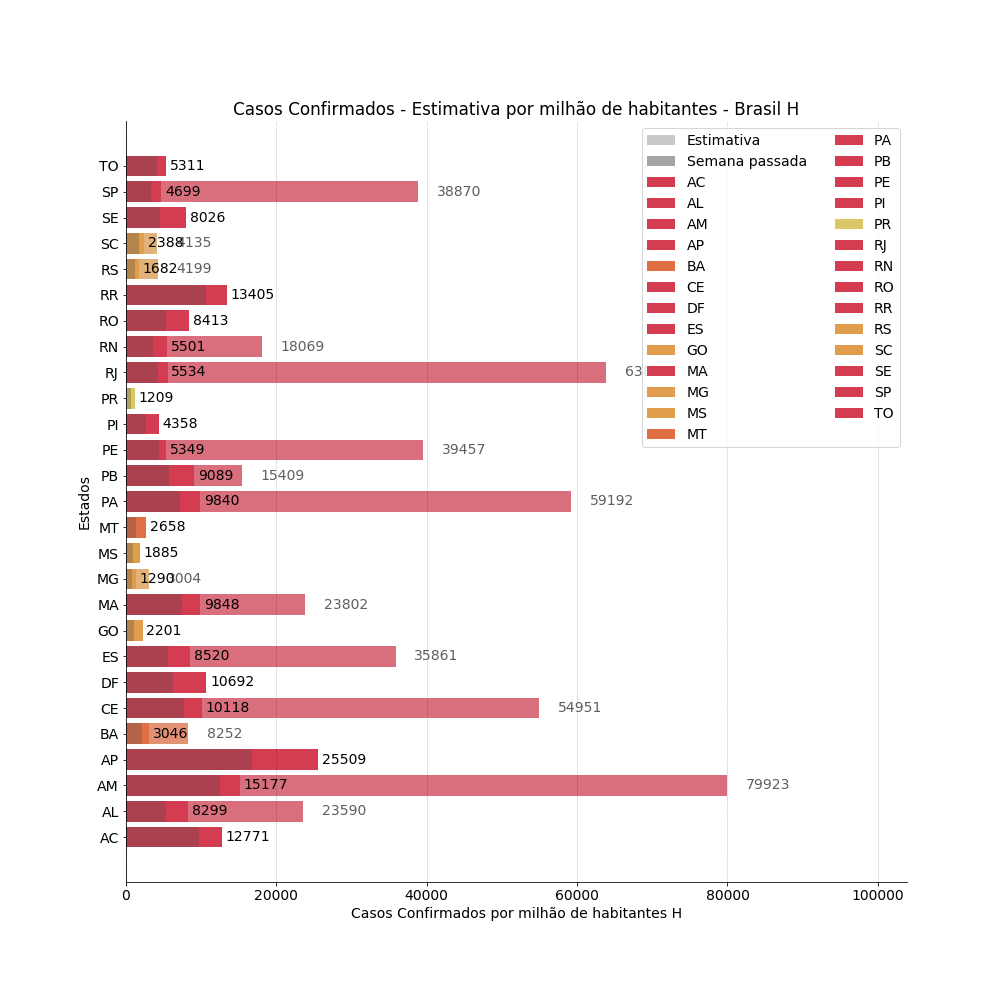 Casos Confirmados - Estimativa por milhão de habitantes - Brasil H
Estimativa
Semana passada
AC
AL
AM
AP
BA
CE
DF
ES
GO
MA
MG
MS
MT
PA
PB
PE
PI
PR
RJ
RN
RO
RR
RS
SC
SE
SP
TO
Estados
TO 5311
SP 4699 38870
SE 8026
SC 2388 4135
RS 1682 4199
RR 13405
RO 8413
RN 5501 18069
RJ 5534
PR 1209
PI 4358
PE 5349 39457
PB 9089 15409
PA 9840 59192
MT 2658
MS 1885
MG 1290 3004
MA 9848 23802
GO 2201
ES 8520 35861
DF 10692
CE 10118 54951
BA 3046 8252
AP 25509
AM 15177 79923
AL 8299 23590
AC 12771
0 20000 40000 60000 80000 100000
Casos Confirmados por milhão de habitantes H